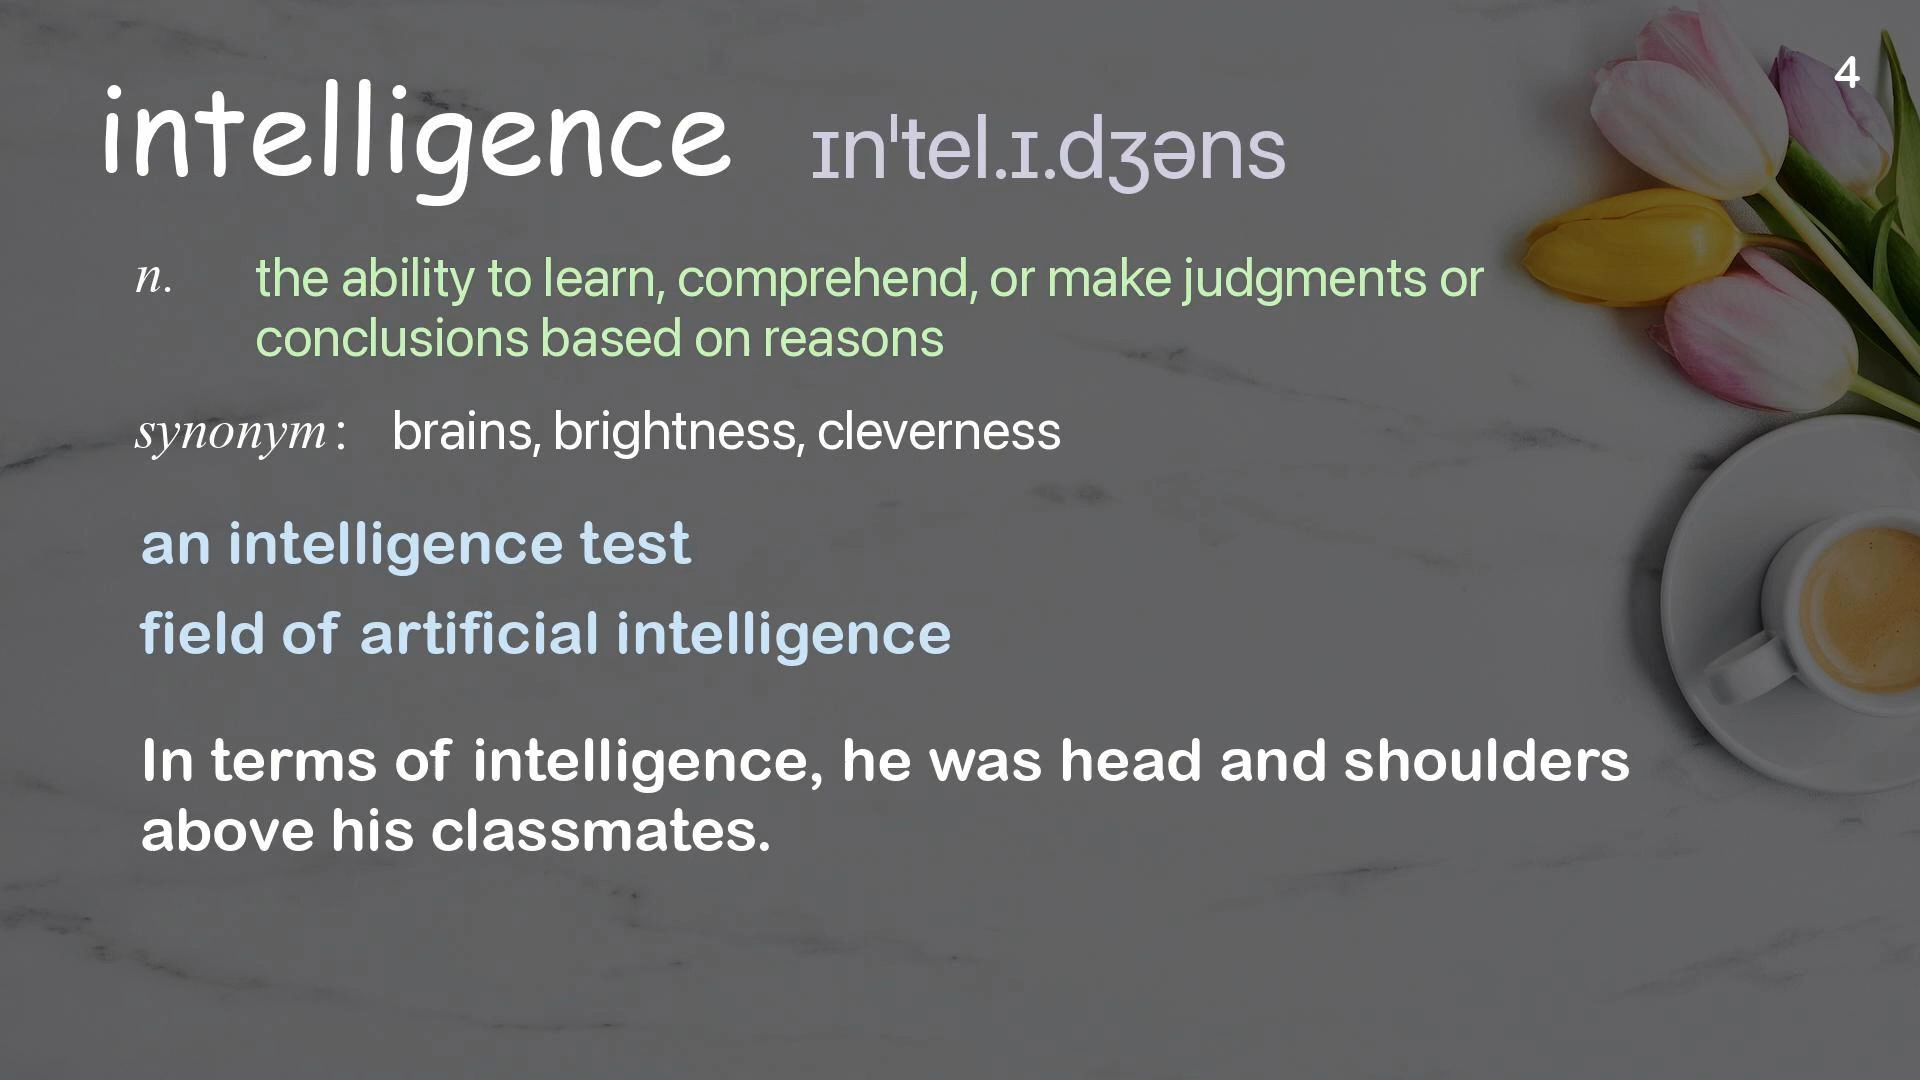 4
intelligence ɪnˈtel.ɪ.dʒəns
n. the ability to learn, comprehend, or make judgments or
conclusions based on reasons
synonym: brains, brightness, cleverness
an intelligence test
field of artificial intelligence
In terms of intelligence, he was head and shoulders
above his classmates.